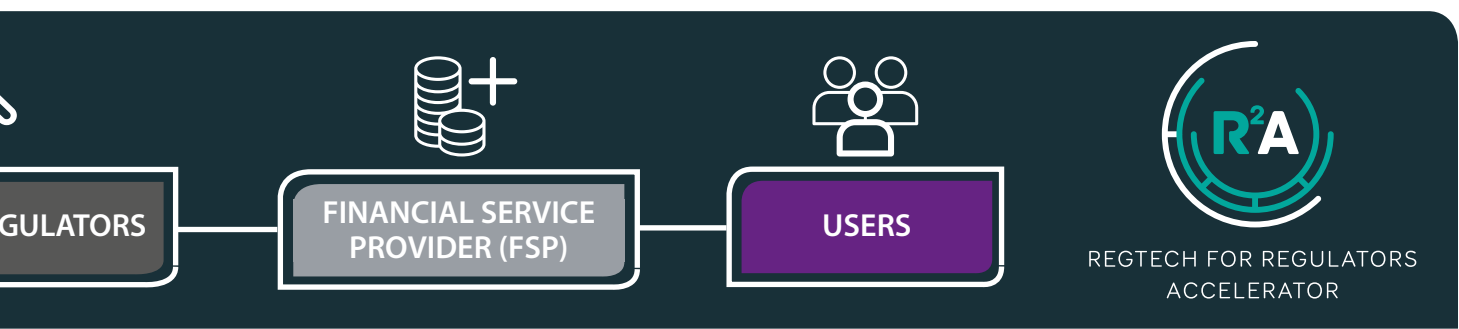 GULATORS
FINANCIAL SERVICE
PROVIDER (FSP)
USERS
R²A
REGTECH FOR REGULATORS
ACCELERATOR